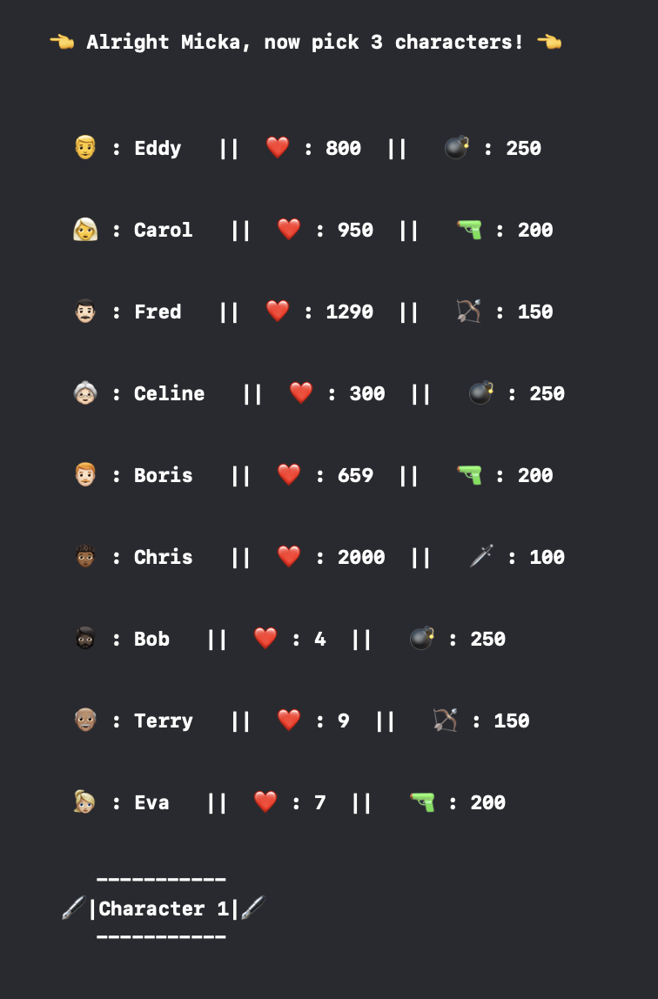 👈 Alright Micka, now pick 3 characters! 👈
👨 : Eddy || ❤️ : 800 || 💣 : 250
👩‍🦳 : Carol || ❤️ : 950 || 🔫 : 200
👨🏻 : Fred || ❤️ : 1290 || 🏹 : 150
👵🏻 : Celine || ❤️ : 300 || 💣 : 250
👨🏻‍🦰 : Boris || ❤️ : 659 || 🔫 : 200
👨🏾‍🦱 : Chris || ❤️ : 2000 || 🗡 : 100
🧔🏿 : Bob || ❤️ : 4 || 💣 : 250
👴🏽 : Terry || ❤️ : 9 || 🏹 : 150
👱🏼‍♀️ : Eva || ❤️ : 7 || 🔫 : 200
-----------
🖌|Character 1|🖌
-----------